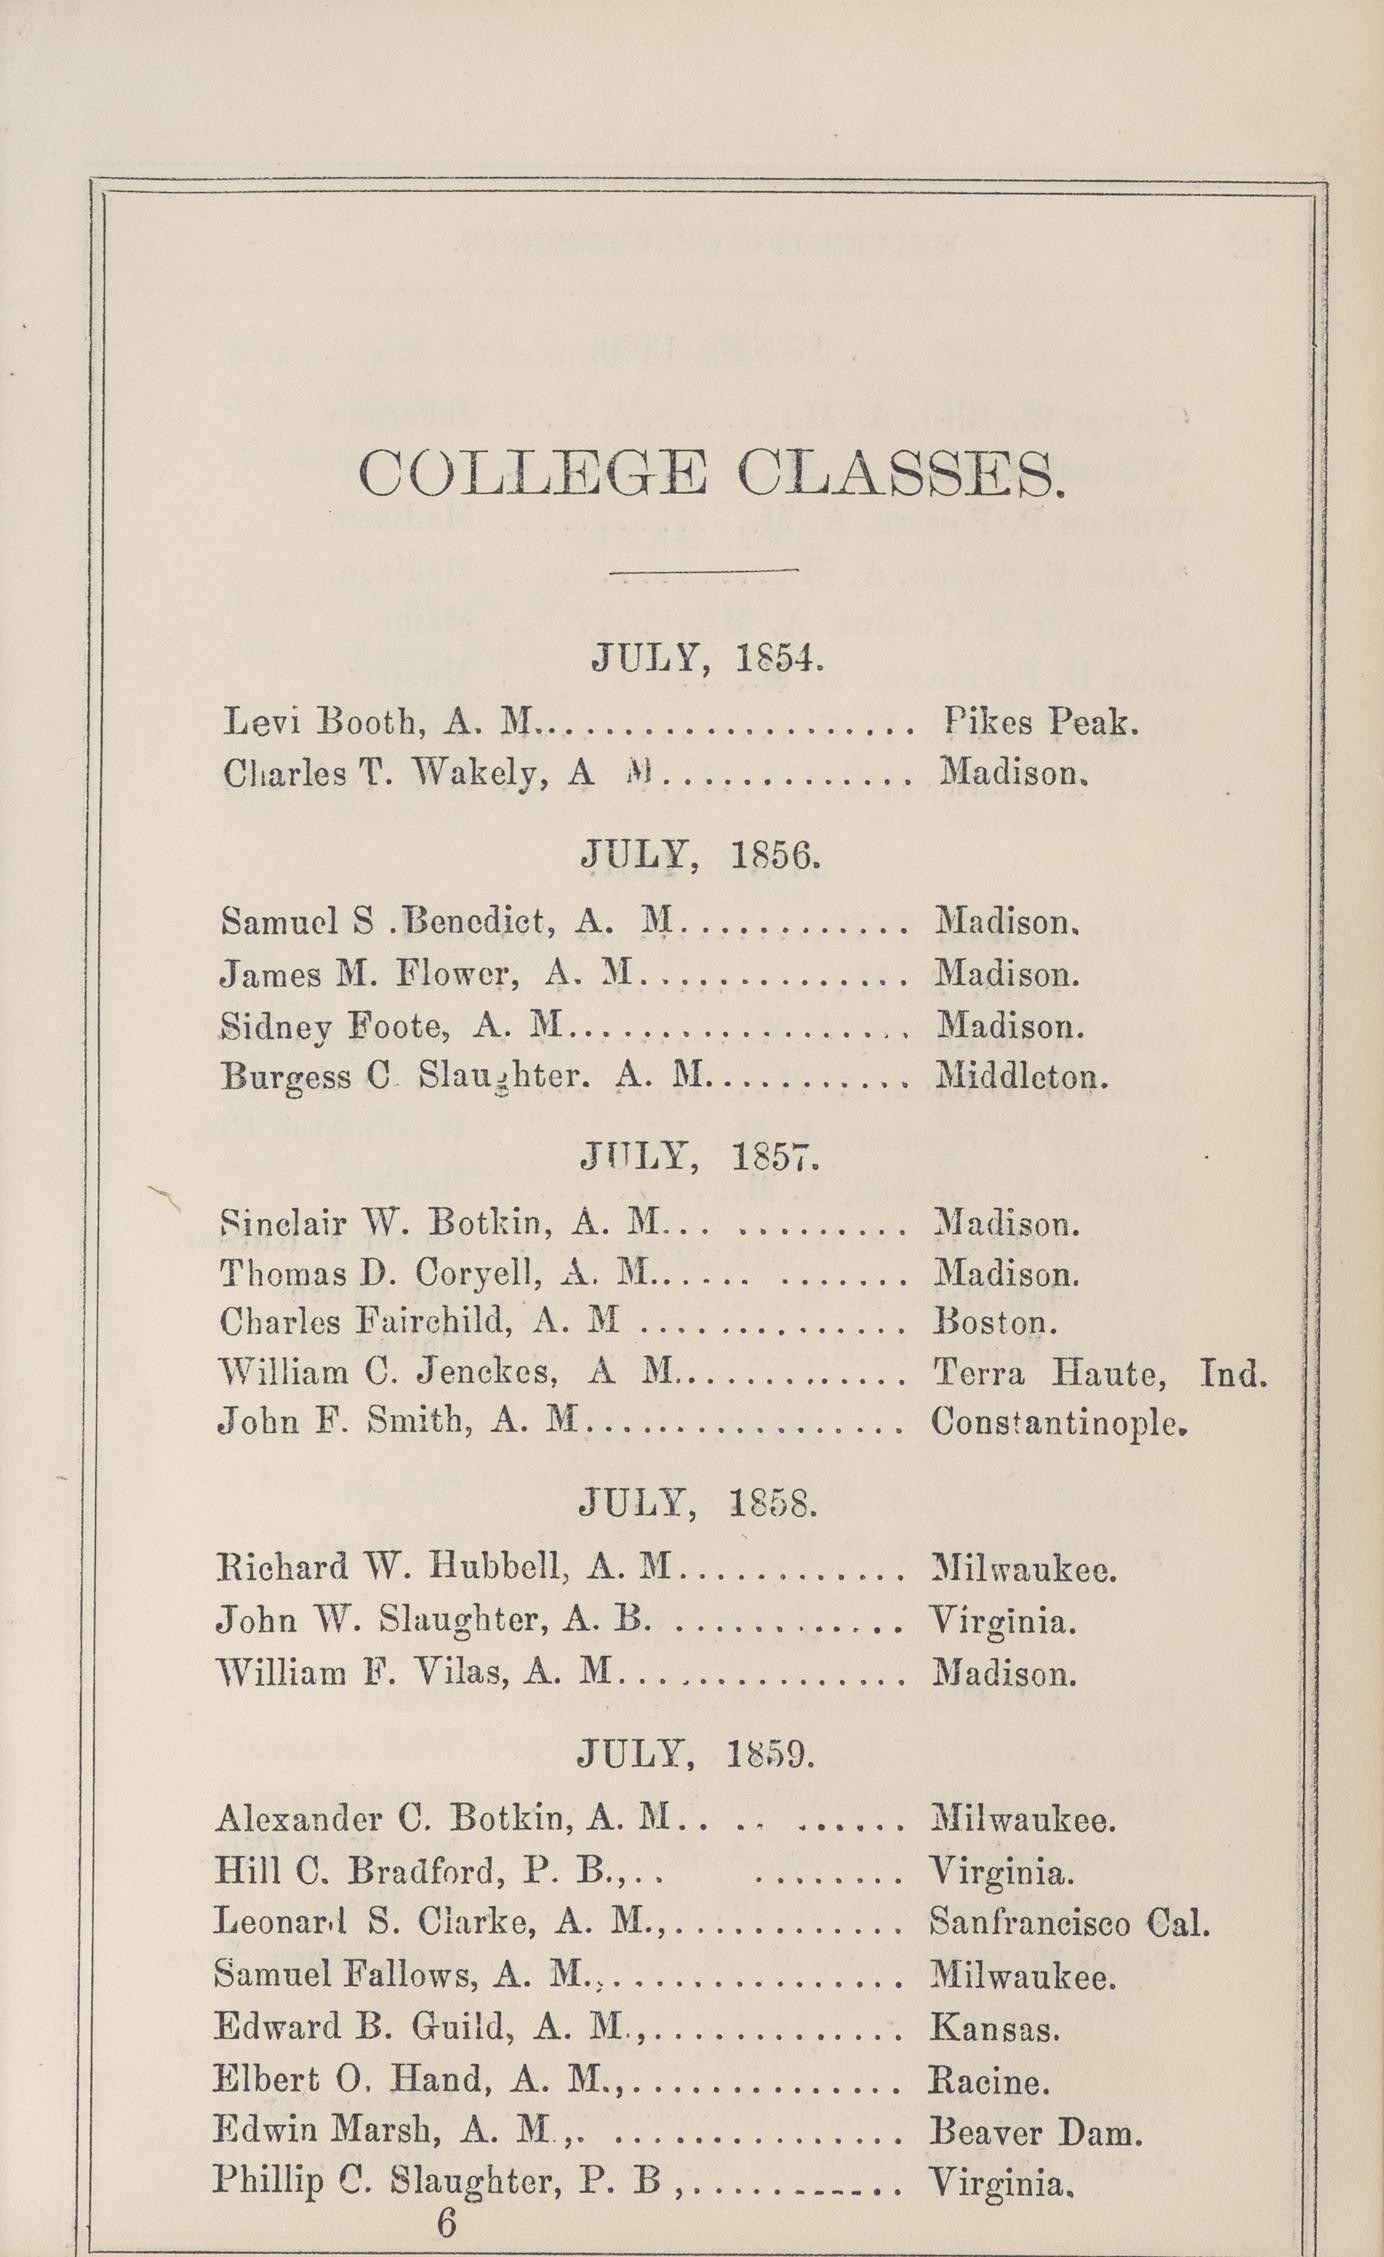 COLLEGE CLASSES.
JULY, 1854.
Levi Booth, A. M.................... Pikes Peak.
Charles T. Wakely, A M............. Madison.
JULY, 1856.
Samuel S .Benedict, A. M............ Madison.
James M. Flower, A. M.............. Madison.
Sidney Foote, A. M.................. Madison.
Burgess C. Slaughter. A. M........... Middleton.
JULY, 1857.
Sinclair W. Botkin, A. M... .......... Madison.
Thomas D. Coryell, A. M...... ....... Madison.
Charles Fairchild, A. M .............. Boston.
William C. Jenckes, A M............. Terra Haute, Ind.
John F. Smith, A. M................. Constantinople.
JULY, 1858.
Richard W. Hubbell, A. M............ Milwaukee.
John W. Slaughter, A. B. ............ Virginia.
William F. Vilas, A. M............... Madison.
JULY, 1859.
Alexander C. Botkin, A. M.. .. ...... Milwaukee.
Hill C. Bradford, P. B.,.. ........ Virginia.
Leonard S. Clarke, A. M.,............ Sanfrancisco Cal.
Samuel Fallows, A. M.,............... Milwaukee.
Edward B. Guild, A. M.,............. Kansas.
Elbert O. Hand, A. M.,.............. Racine.
Edwin Marsh, A. M.,. ............... Beaver Dam.
Phillip C. Slaughter, P. B ,........... Virginia.
6